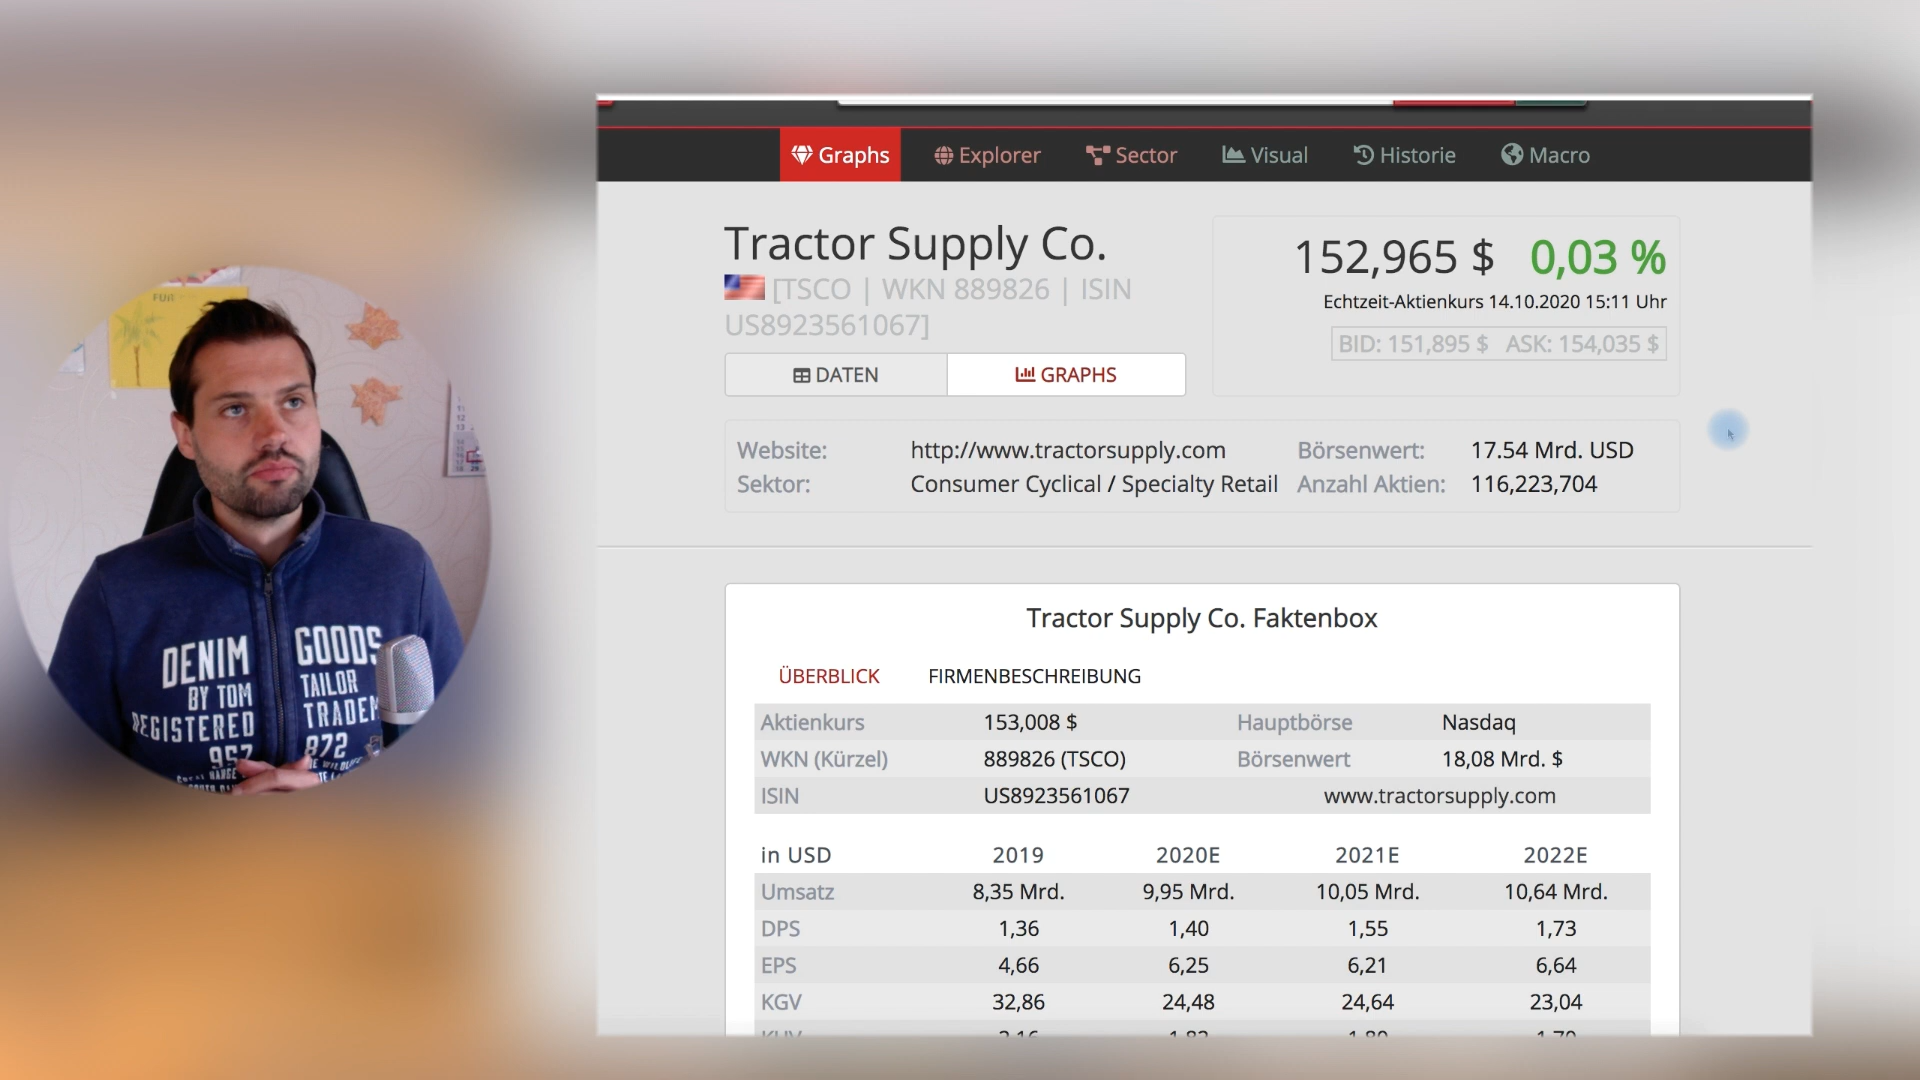 Graphs Explorer Sector Visual Historie Macro
Tractor Supply Co.
[TSCO | WKN 889826 | ISIN
US8923561067]
152,965 $ 0,03 %
Echtzeit-Aktienkurs 14.10.2020 15:11 Uhr
BID: 151,895 $ ASK: 154,035 $
DATEN GRAPHS
Website: http://www.tractorsupply.com Börsenwert: 17.54 Mrd. USD
Sektor: Consumer Cyclical / Specialty Retail Anzahl Aktien: 116,223,704
Tractor Supply Co. Faktenbox
ÜBERBLICK FIRMENBESCHREIBUNG
Aktienkurs 153,008 $ Hauptbörse Nasdaq
WKN (Kürzel) 889826 (TSCO) Börsenwert 18,08 Mrd. $
ISIN US8923561067 www.tractorsupply.com
in USD 2019 2020E 2021E 2022E
Umsatz 8,35 Mrd. 9,95 Mrd. 10,05 Mrd. 10,64 Mrd.
DPS 1,36 1,40 1,55 1,73
EPS 4,66 6,25 6,21 6,64
KGV 32,86 24,48 24,64 23,04
DENIM GOODS
BY TOM TAILOR
REGISTERED
872